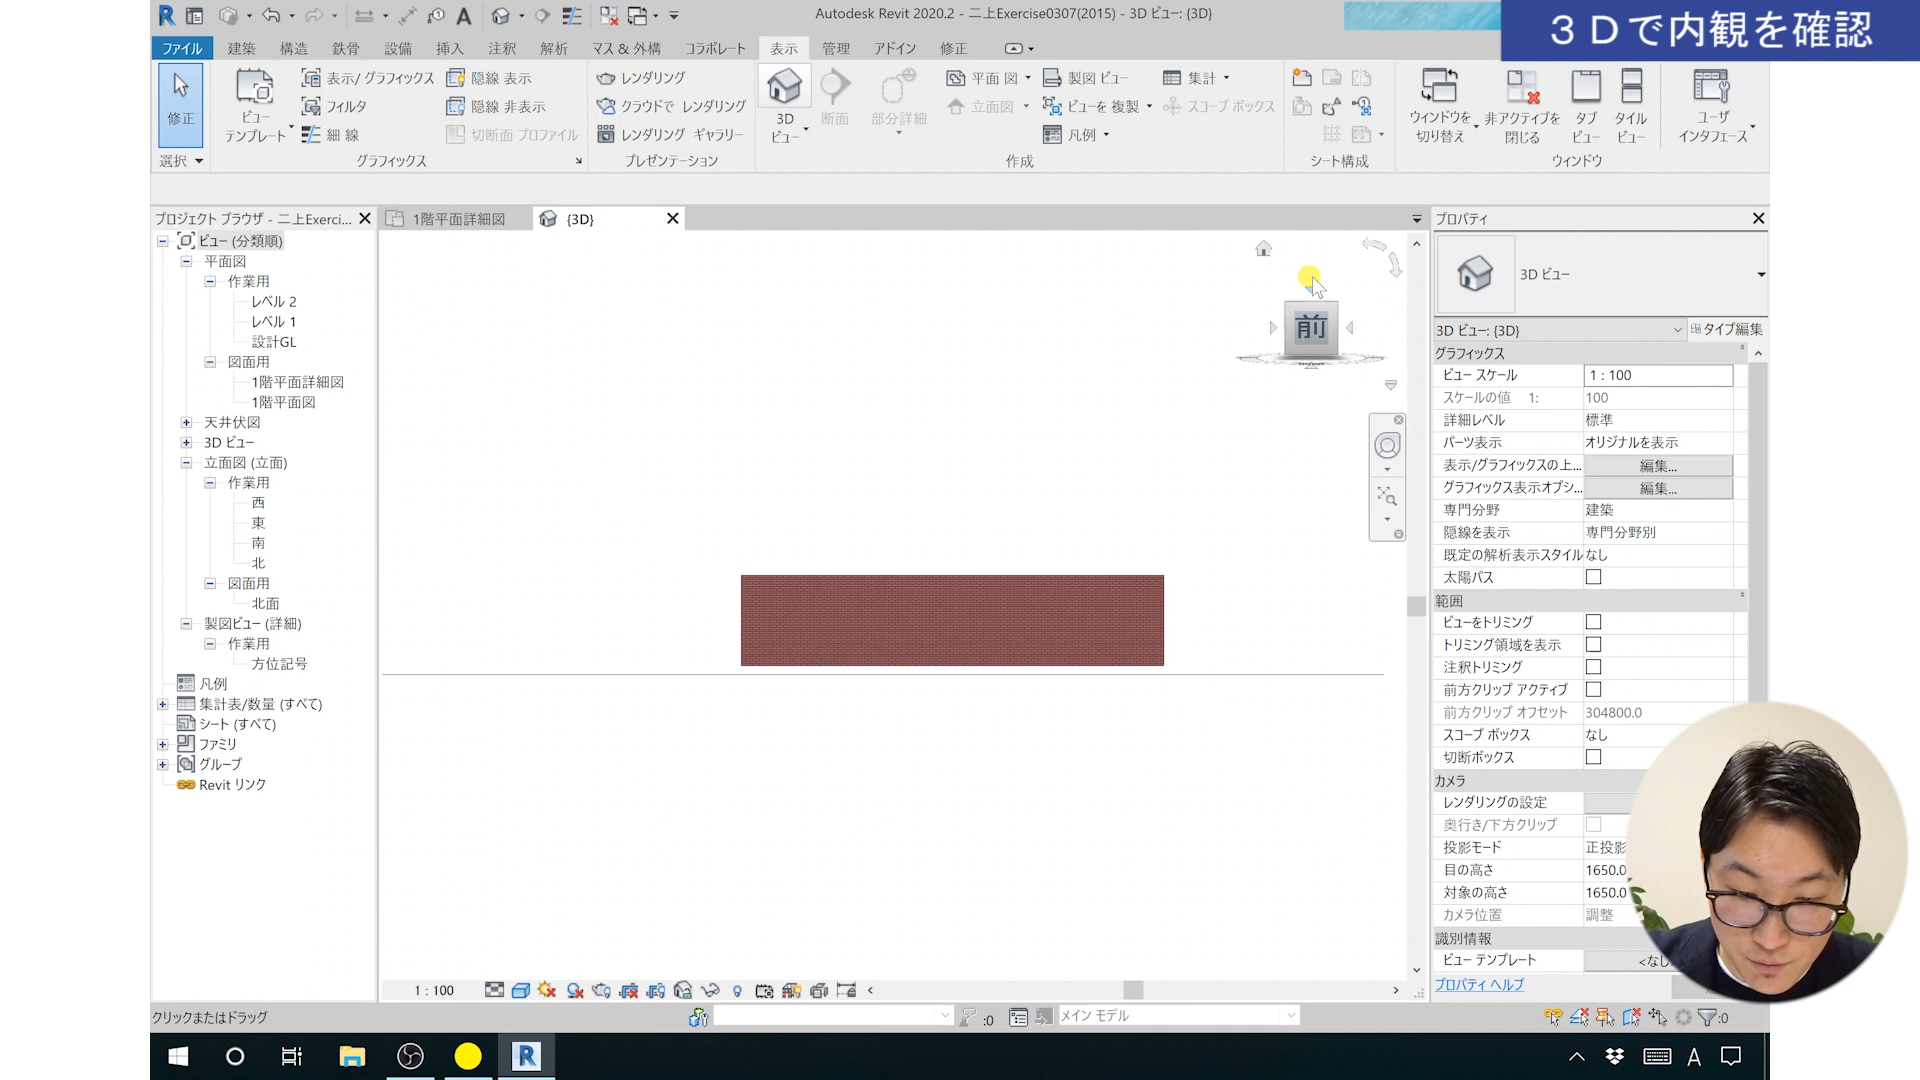 Autodesk Revit 2020.2 - 二上Exercise0307(2015) - 3D ビュー: {3D}
３Ｄで内観を確認
ファイル 建築 構造 鉄骨 設備 挿入 注釈 解析 マス & 外構 コラボレート 表示 管理 アドイン 修正
修正
選択
ビュー
テンプレート
表示/ グラフィックス
フィルタ
細 線
隠線 表示
隠線 非表示
切断面 プロファイル
グラフィックス
レンダリング
クラウドで レンダリング
レンダリング ギャラリー
プレゼンテーション
3D
ビュー
断面
部分詳細
平面 図
立面図
製図 ビュー
ビューを 複製
凡例
集計
スコープ ボックス
作成
シート構成
ウィンドウを
切り替え
非アクティブを
閉じる
タブ
ビュー
タイル
ビュー
ウィンドウ
ユーザ
インタフェース
プロジェクト ブラウザ - 二上Exerci...
ビュー (分類順)
平面図
作業用
レベル 2
レベル 1
設計GL
図面用
1階平面詳細図
1階平面図
天井伏図
3D ビュー
立面図 (立面)
作業用
西
東
南
北
図面用
北面
製図ビュー (詳細)
作業用
方位記号
凡例
集計表/数量 (すべて)
シート (すべて)
ファミリ
グループ
Revit リンク
1階平面詳細図
{3D}
前
1 : 100
プロパティ
3D ビュー
3D ビュー: {3D} タイプ編集
グラフィックス
ビュー スケール 1 : 100
スケールの値 1: 100
詳細レベル 標準
パーツ表示 オリジナルを表示
表示/グラフィックスの上... 編集...
グラフィックス表示オプシ... 編集...
専門分野 建築
隠線を表示 専門分野別
既定の解析表示スタイル なし
太陽パス
範囲
ビューをトリミング
トリミング領域を表示
注釈トリミング
前方クリップ アクティブ
前方クリップ オフセット 304800.0
スコープ ボックス なし
切断ボックス
カメラ
レンダリングの設定
奥行き/下方クリップ
投影モード 正投影
目の高さ 1650.0
対象の高さ 1650.0
カメラ位置 調整
識別情報
ビュー テンプレート <なし
プロパティ ヘルプ
クリックまたはドラッグ
:0
メイン モデル
:0
A